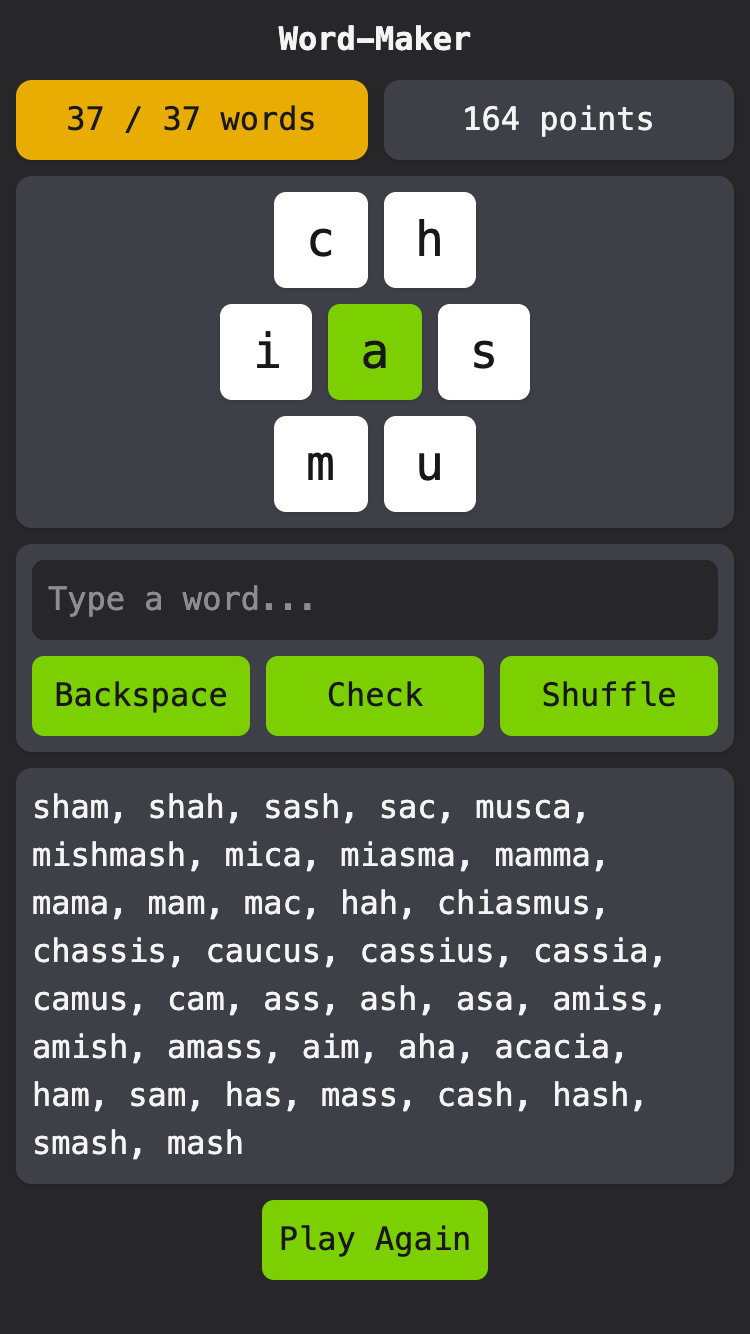 Word-Maker
37 / 37 words
164 points
c h
i a s
m u
Type a word...
Backspace
Check
Shuffle
sham, shah, sash, sac, musca,
mishmash, mica, miasma, mamma,
mama, mam, mac, hah, chiasmus,
chassis, caucus, cassius, cassia,
camus, cam, ass, ash, asa, amiss,
amish, amass, aim, aha, acacia,
ham, sam, has, mass, cash, hash,
smash, mash
Play Again